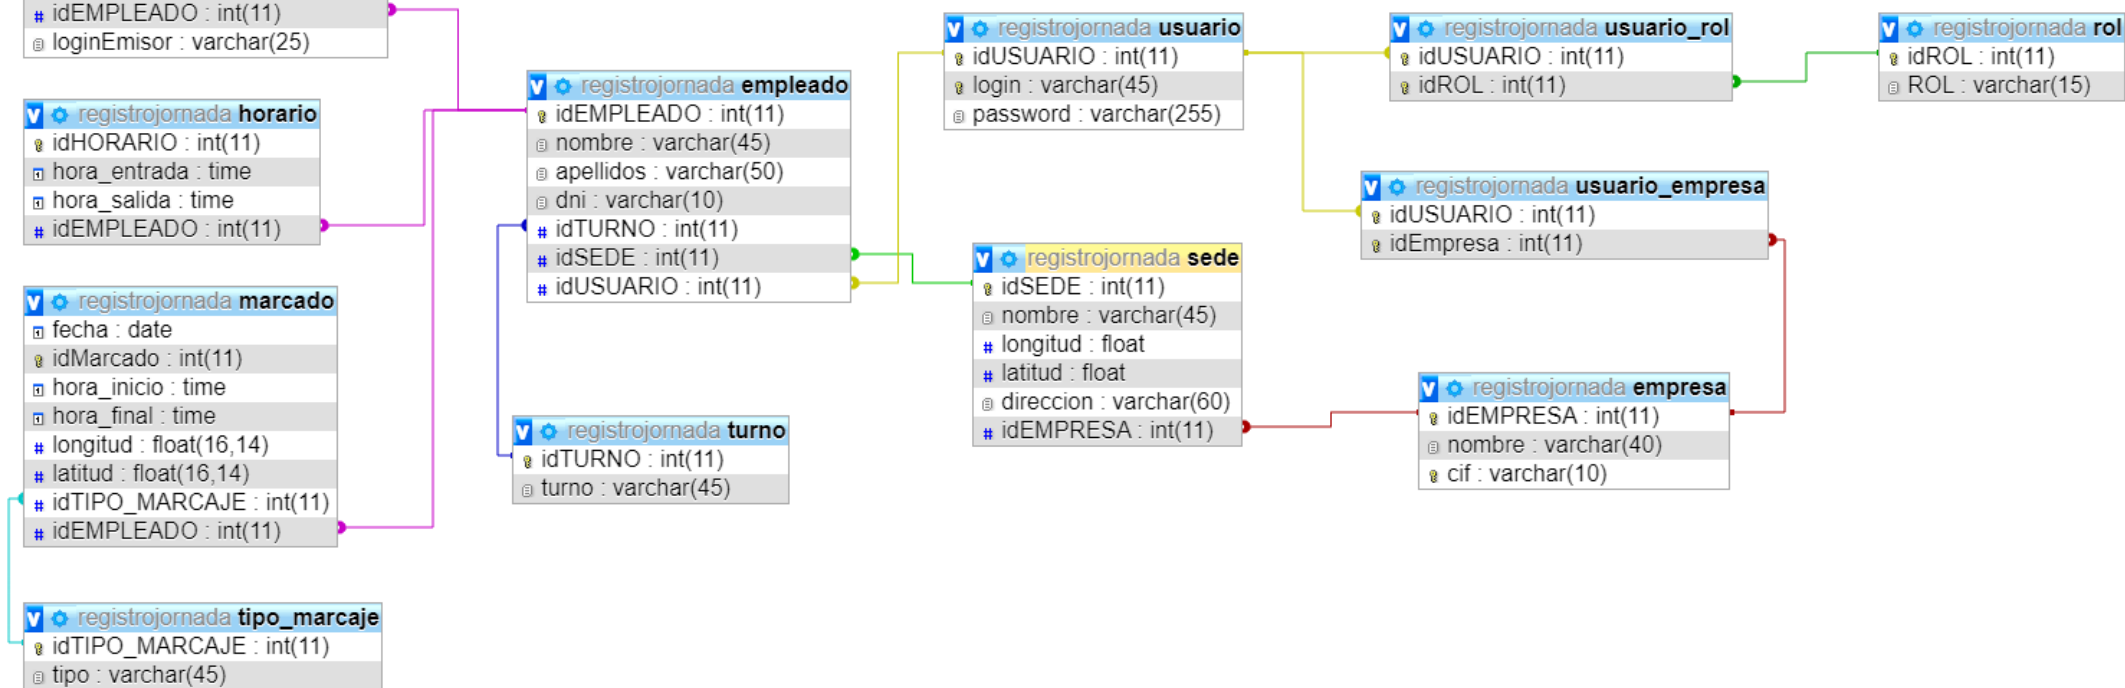 idEMPLEADO : int(11)
loginEmisor : varchar(25)
registrojornada horario
idHORARIO : int(11)
hora_entrada : time
hora_salida : time
idEMPLEADO : int(11)
registrojornada marcado
fecha : date
idMarcado : int(11)
hora_inicio : time
hora_final : time
longitud : float(16,14)
latitud : float(16,14)
idTIPO_MARCAJE : int(11)
idEMPLEADO : int(11)
registrojornada tipo_marcaje
idTIPO_MARCAJE : int(11)
tipo : varchar(45)
registrojornada empleado
idEMPLEADO : int(11)
nombre : varchar(45)
apellidos : varchar(50)
dni : varchar(10)
idTURNO : int(11)
idSEDE : int(11)
idUSUARIO : int(11)
registrojornada turno
idTURNO : int(11)
turno : varchar(45)
registrojornada usuario
idUSUARIO : int(11)
login : varchar(45)
password : varchar(255)
registrojornada sede
idSEDE : int(11)
nombre : varchar(45)
longitud : float
latitud : float
direccion : varchar(60)
idEMPRESA : int(11)
registrojornada usuario_rol
idUSUARIO : int(11)
idROL : int(11)
registrojornada usuario_empresa
idUSUARIO : int(11)
idEmpresa : int(11)
registrojornada empresa
idEMPRESA : int(11)
nombre : varchar(40)
cif : varchar(10)
registrojornada rol
idROL : int(11)
ROL : varchar(15)